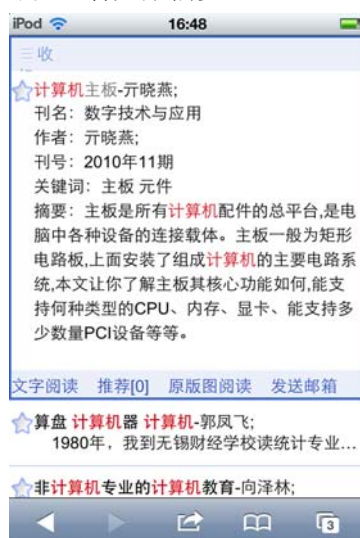 iPod 16:48
三收
计算机主板-亓晓燕;
刊名：数字技术与应用
作者：亓晓燕;
刊号：2010年11期
关键词：主板 元件
摘要：主板是所有计算机配件的总平台,是电
脑中各种设备的连接载体。主板一般为矩形
电路板,上面安装了组成计算机的主要电路系
统,本文让你了解主板其核心功能如何,能支
持何种类型的CPU、内存、显卡、能支持多
少数量PCI设备等等。
文字阅读 推荐[0] 原版图阅读 发送邮箱
算盘 计算机器 计算机-郭凤飞;
1980年，我到无锡财经学校读统计专业...
非计算机专业的计算机教育-向泽林;
3